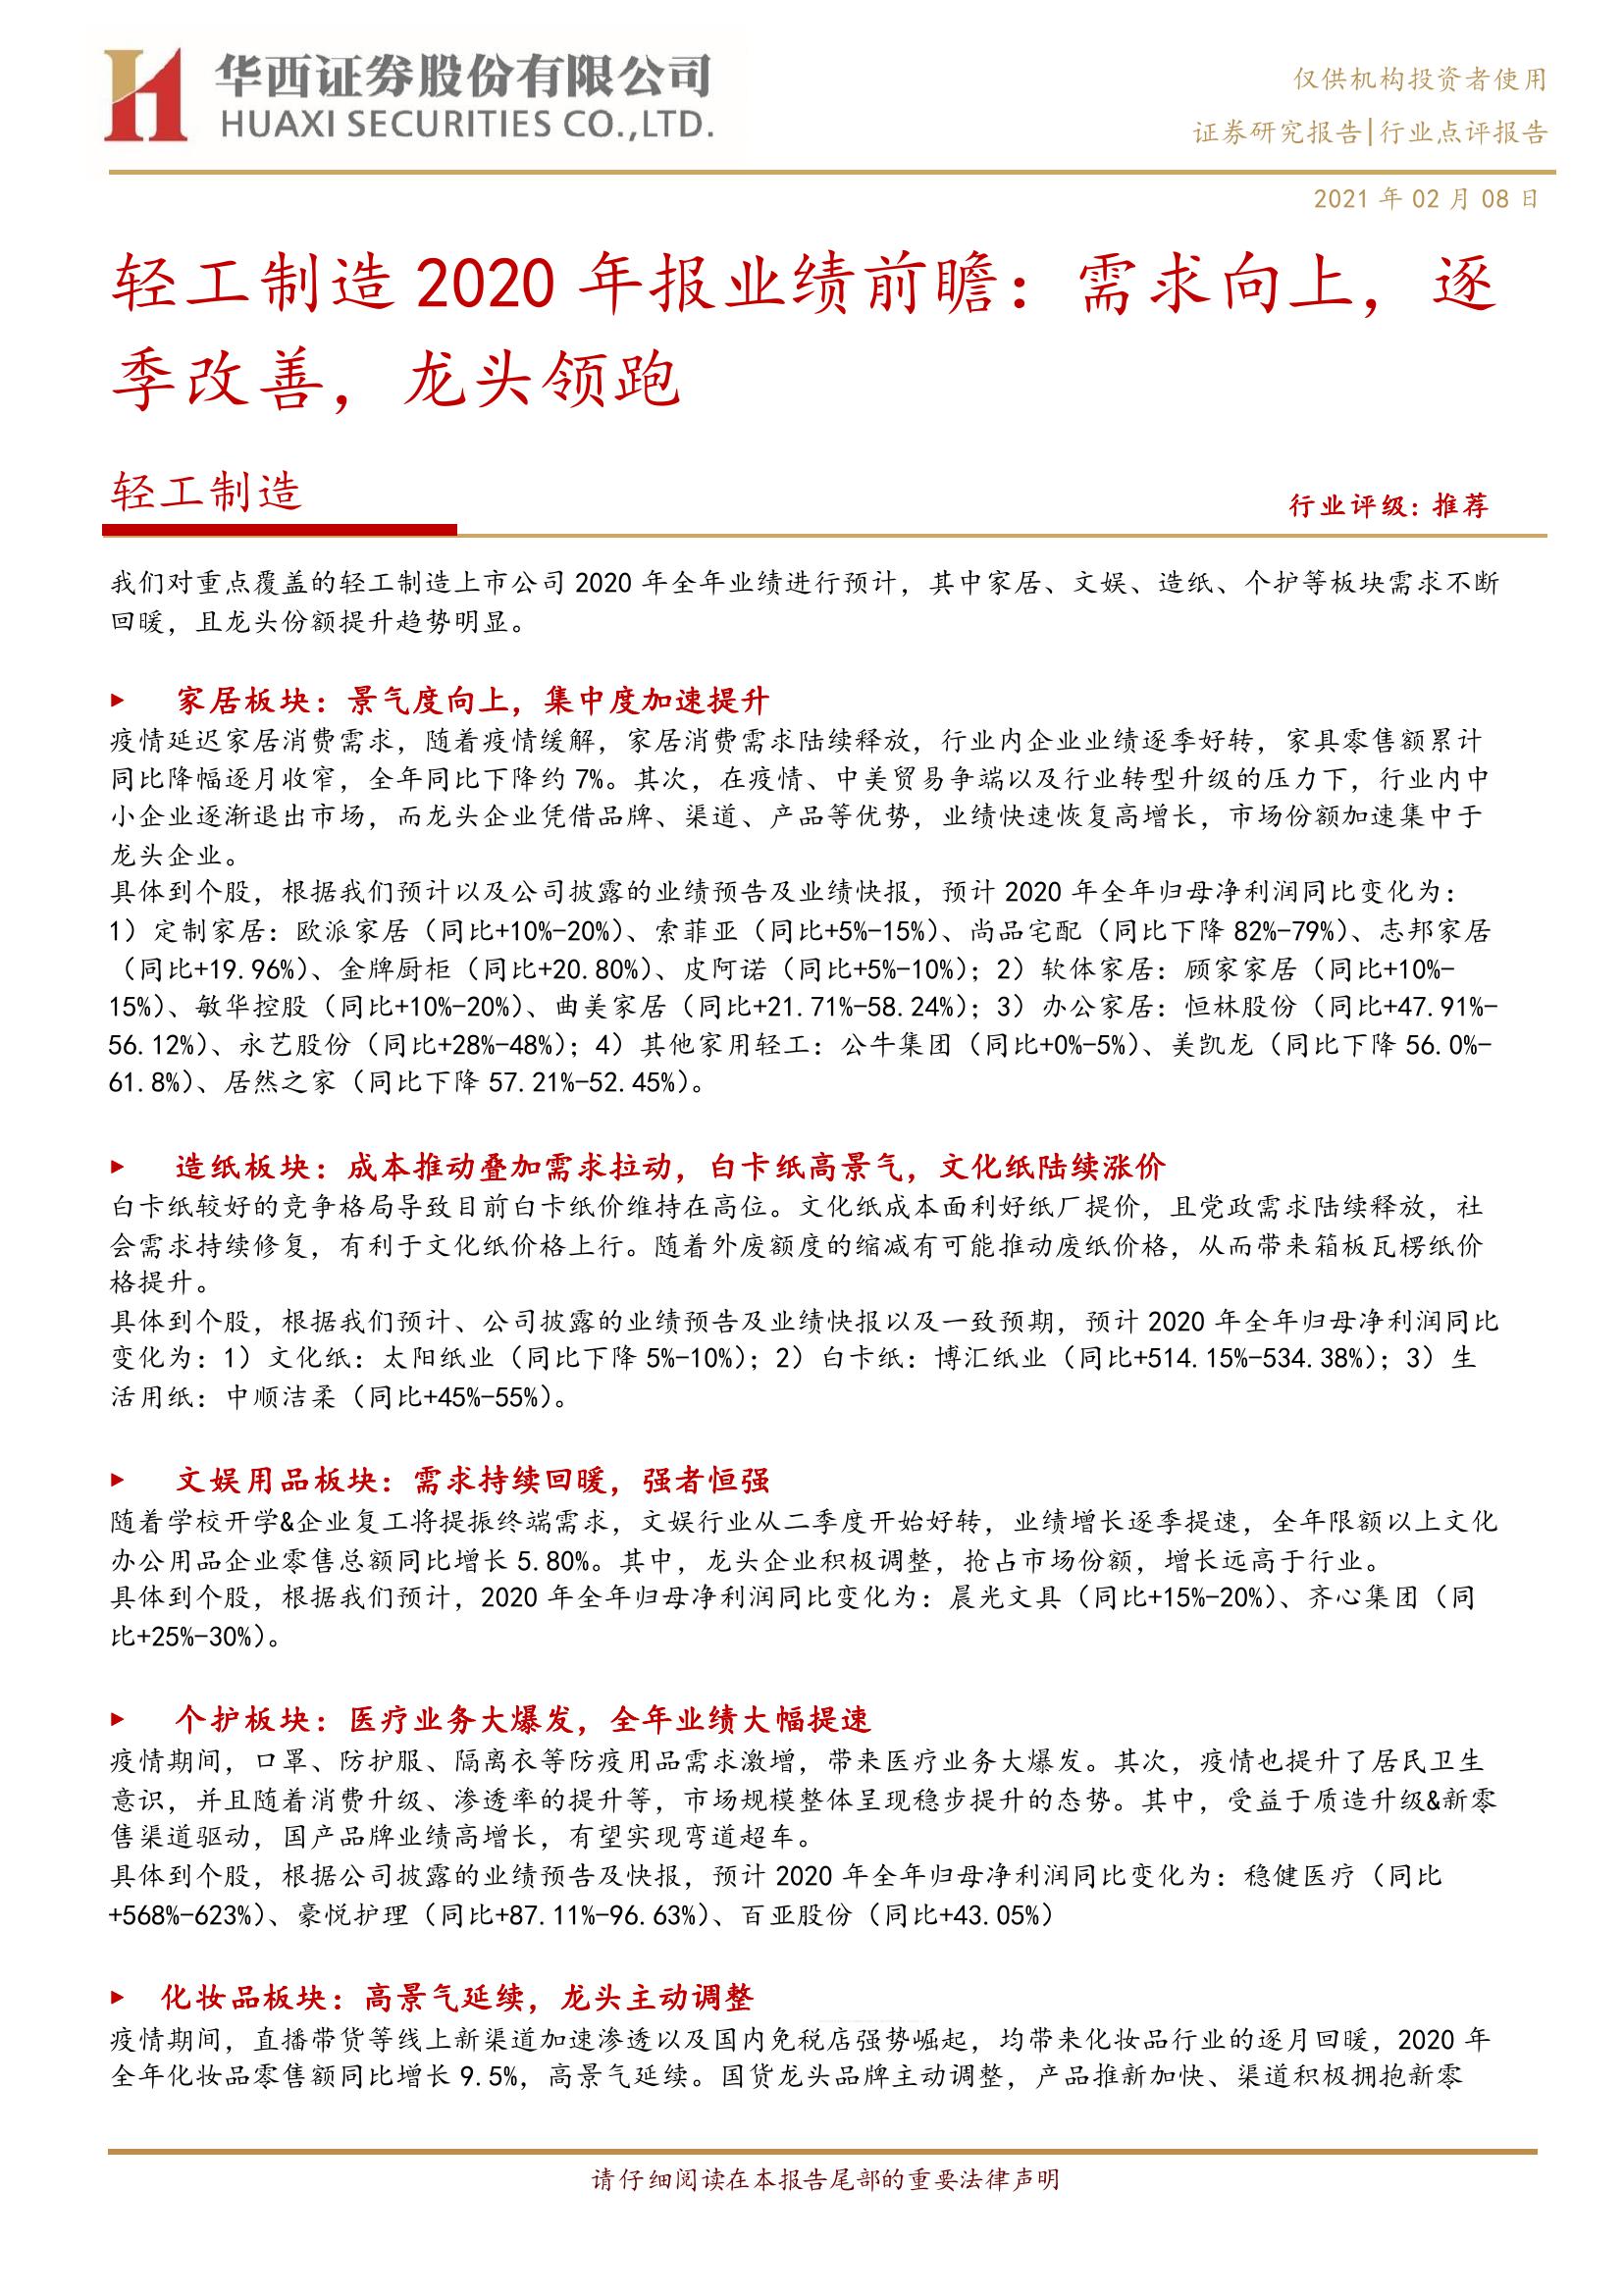 华西证券股份有限公司
HUAXI SECURITIES CO.,LTD.
仅供机构投资者使用
证券研究报告|行业点评报告
2021 年 02 月 08 日
轻工制造 2020 年报业绩前瞻：需求向上，逐
季改善，龙头领跑
轻工制造
行业评级：推荐
我们对重点覆盖的轻工制造上市公司 2020 年全年业绩进行预计，其中家居、文娱、造纸、个护等板块需求不断
回暖，且龙头份额提升趋势明显。
► 家居板块：景气度向上，集中度加速提升
疫情延迟家居消费需求，随着疫情缓解，家居消费需求陆续释放，行业内企业业绩逐季好转，家具零售额累计
同比降幅逐月收窄，全年同比下降约 7%。其次，在疫情、中美贸易争端以及行业转型升级的压力下，行业内中
小企业逐渐退出市场，而龙头企业凭借品牌、渠道、产品等优势，业绩快速恢复高增长，市场份额加速集中于
龙头企业。
具体到个股，根据我们预计以及公司披露的业绩预告及业绩快报，预计 2020 年全年归母净利润同比变化为：
1）定制家居：欧派家居（同比+10%-20%）、索菲亚（同比+5%-15%）、尚品宅配（同比下降 82%-79%）、志邦家居
（同比+19.96%）、金牌厨柜（同比+20.80%）、皮阿诺（同比+5%-10%）；2）软体家居：顾家家居（同比+10%-
15%）、敏华控股（同比+10%-20%）、曲美家居（同比+21.71%-58.24%）；3）办公家居：恒林股份（同比+47.91%-
56.12%）、永艺股份（同比+28%-48%）；4）其他家用轻工：公牛集团（同比+0%-5%）、美凯龙（同比下降 56.0%-
61.8%）、居然之家（同比下降 57.21%-52.45%）。
► 造纸板块：成本推动叠加需求拉动，白卡纸高景气，文化纸陆续涨价
白卡纸较好的竞争格局导致目前白卡纸价维持在高位。文化纸成本面利好纸厂提价，且党政需求陆续释放，社
会需求持续修复，有利于文化纸价格上行。随着外废额度的缩减有可能推动废纸价格，从而带来箱板瓦楞纸价
格提升。
具体到个股，根据我们预计、公司披露的业绩预告及业绩快报以及一致预期，预计 2020 年全年归母净利润同比
变化为：1）文化纸：太阳纸业（同比下降 5%-10%）；2）白卡纸：博汇纸业（同比+514.15%-534.38%）；3）生
活用纸：中顺洁柔（同比+45%-55%）。
► 文娱用品板块：需求持续回暖，强者恒强
随着学校开学&企业复工将提振终端需求，文娱行业从二季度开始好转，业绩增长逐季提速，全年限额以上文化
办公用品企业零售总额同比增长 5.80%。其中，龙头企业积极调整，抢占市场份额，增长远高于行业。
具体到个股，根据我们预计，2020 年全年归母净利润同比变化为：晨光文具（同比+15%-20%）、齐心集团（同
比+25%-30%）。
► 个护板块：医疗业务大爆发，全年业绩大幅提速
疫情期间，口罩、防护服、隔离衣等防疫用品需求激增，带来医疗业务大爆发。其次，疫情也提升了居民卫生
意识，并且随着消费升级、渗透率的提升等，市场规模整体呈现稳步提升的态势。其中，受益于质造升级&新零
售渠道驱动，国产品牌业绩高增长，有望实现弯道超车。
具体到个股，根据公司披露的业绩预告及快报，预计 2020 年全年归母净利润同比变化为：稳健医疗（同比
+568%-623%）、豪悦护理（同比+87.11%-96.63%）、百亚股份（同比+43.05%）
► 化妆品板块：高景气延续，龙头主动调整
疫情期间，直播带货等线上新渠道加速渗透以及国内免税店强势崛起，均带来化妆品行业的逐月回暖，2020 年
全年化妆品零售额同比增长 9.5%，高景气延续。国货龙头品牌主动调整，产品推新加快、渠道积极拥抱新零
请仔细阅读在本报告尾部的重要法律声明